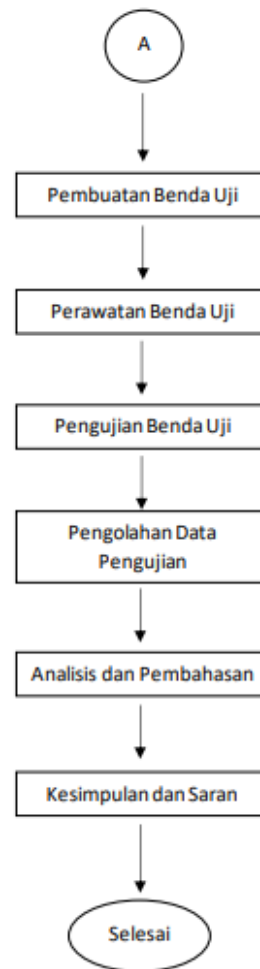 A
Pembuatan Benda Uji
Perawatan Benda Uji
Pengujian Benda Uji
Pengolahan Data
Pengujian
Analisis dan Pembahasan
Kesimpulan dan Saran
Selesai